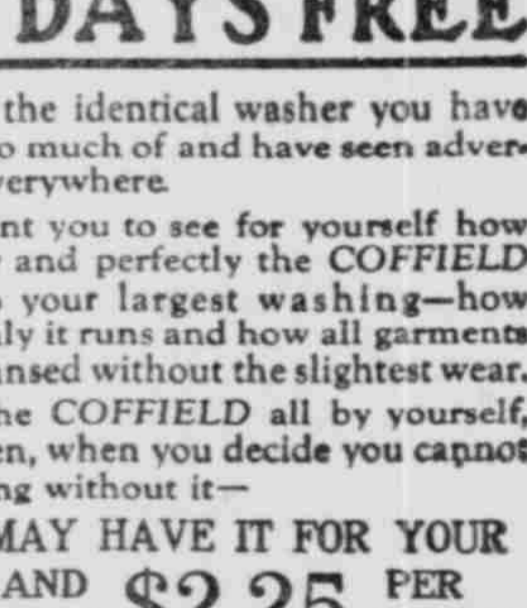 DAYS FREE
the identical washer you have
o much of and have seen adver-
verywhere.
nt you to see for yourself how
and perfectly the COFFIELD
your largest washing—how
ly it runs and how all garments
nsed without the slightest wear.
he COFFIELD all by yourself,
en, when you decide you cannot
ng without it—
MAY HAVE IT FOR YOUR
AND $2.25 PER